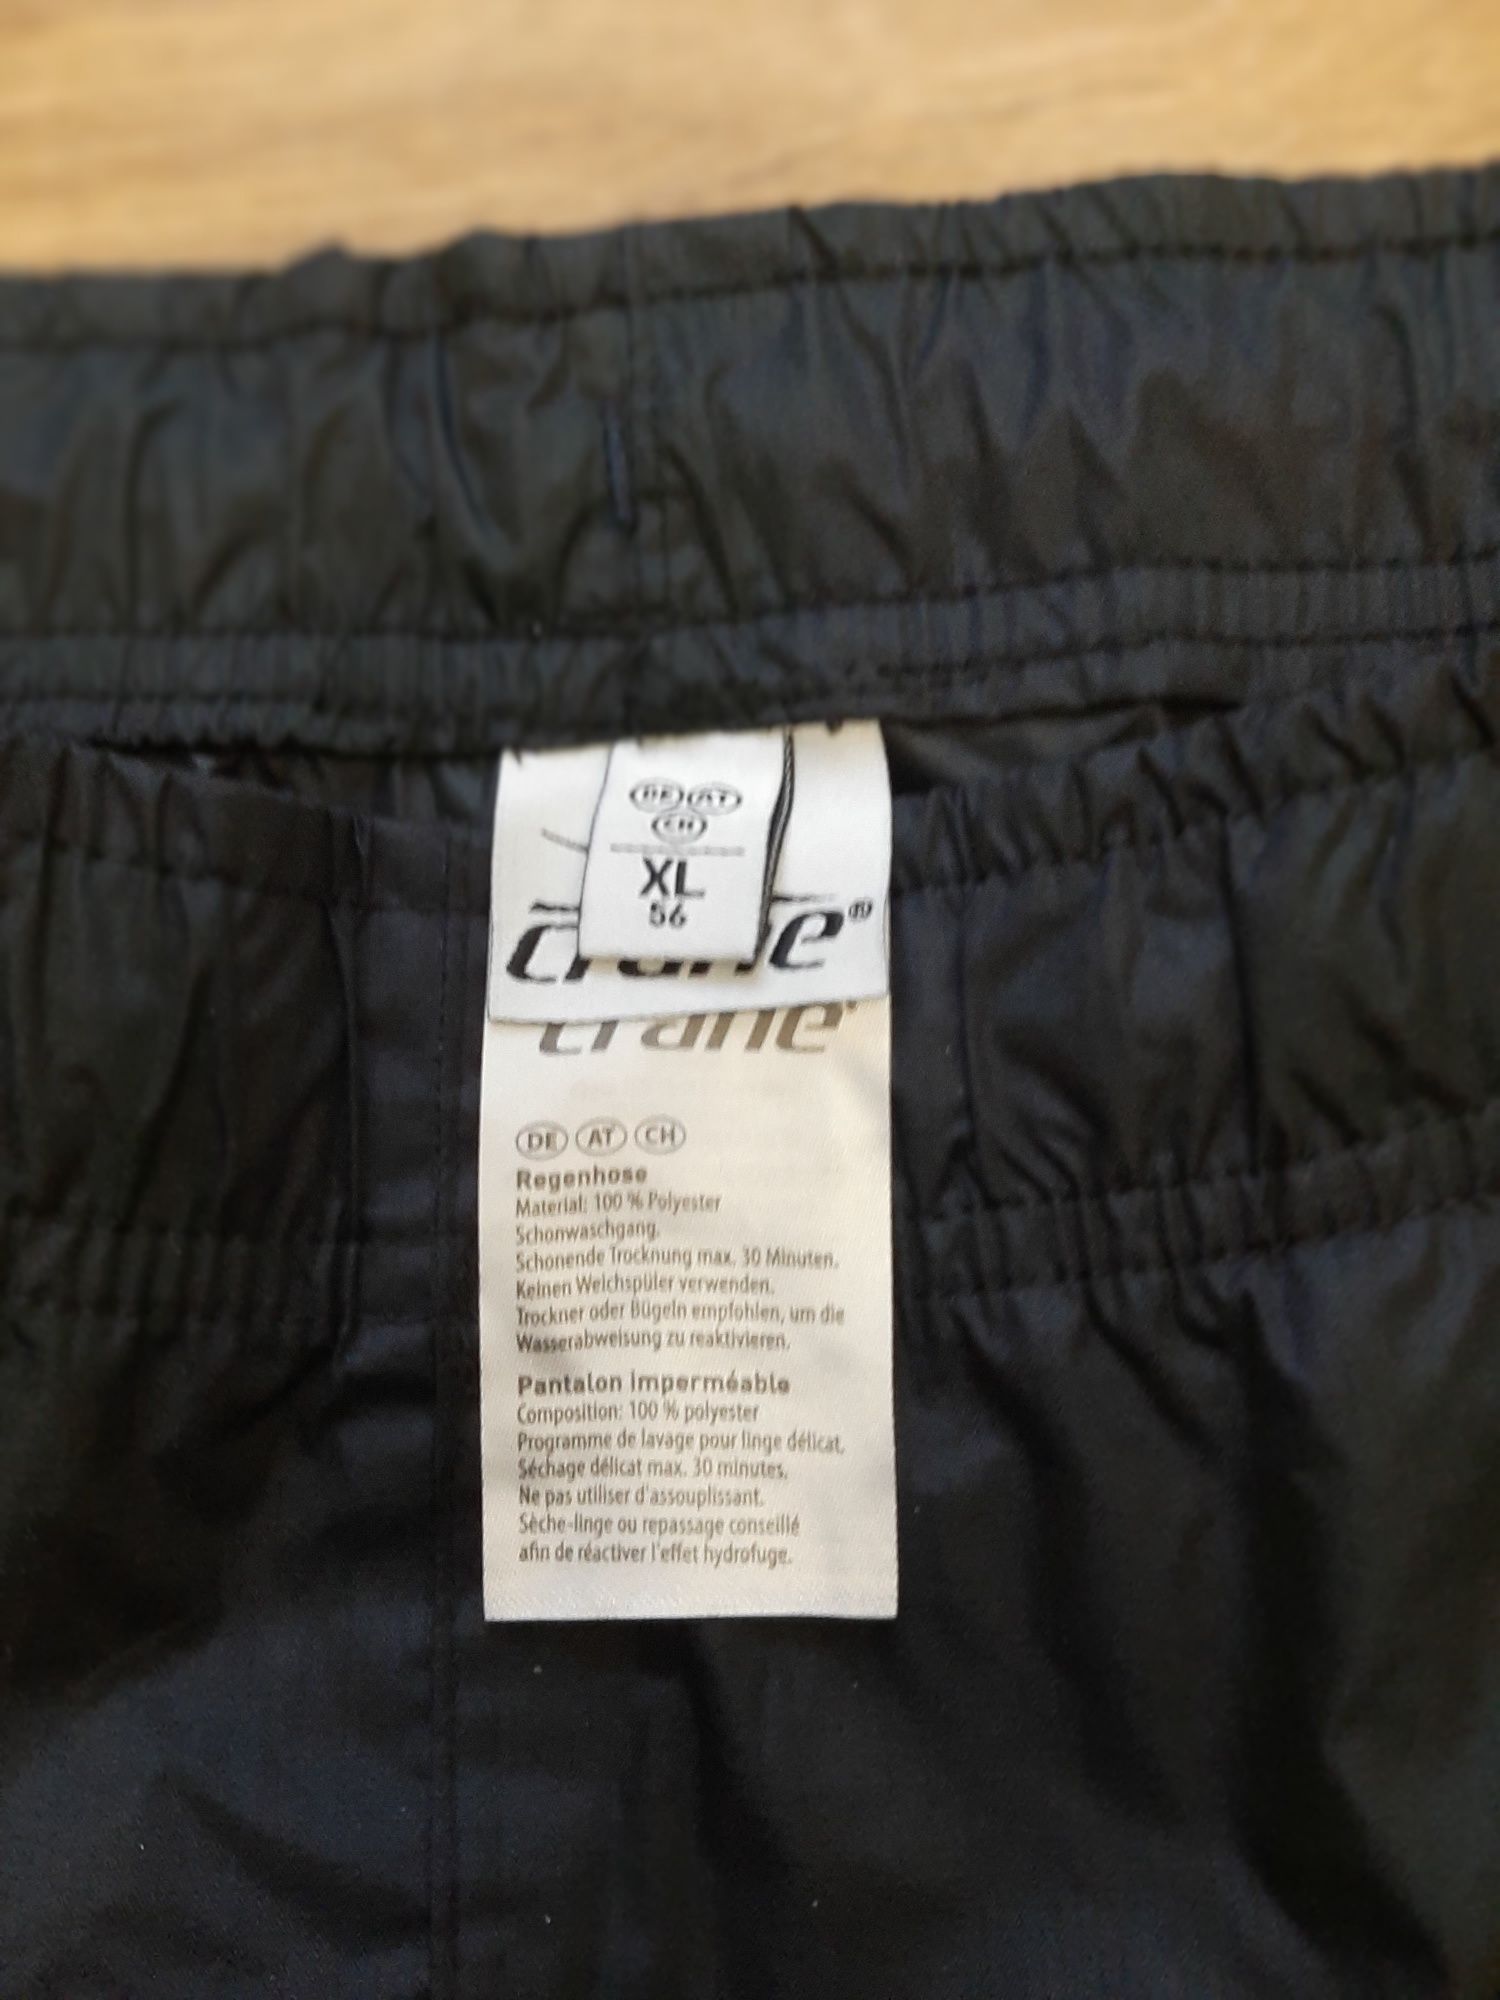 DE AT
CH
XL
56
crane®
crane
DE AT CH
Regenhose
Material: 100 % Polyester
Schonwaschgang.
Schonende Trocknung max. 30 Minuten.
Keinen Weichspüler verwenden.
Trockner oder Bügeln empfohlen, um die
Wasserabweisung zu reaktivieren.
Pantalon imperméable
Composition: 100 % polyester
Programme de lavage pour linge délicat.
Séchage délicat max. 30 minutes.
Ne pas utiliser d'assouplissant.
Sèche-linge ou repassage conseillé
afin de réactiver l'effet hydrofuge.